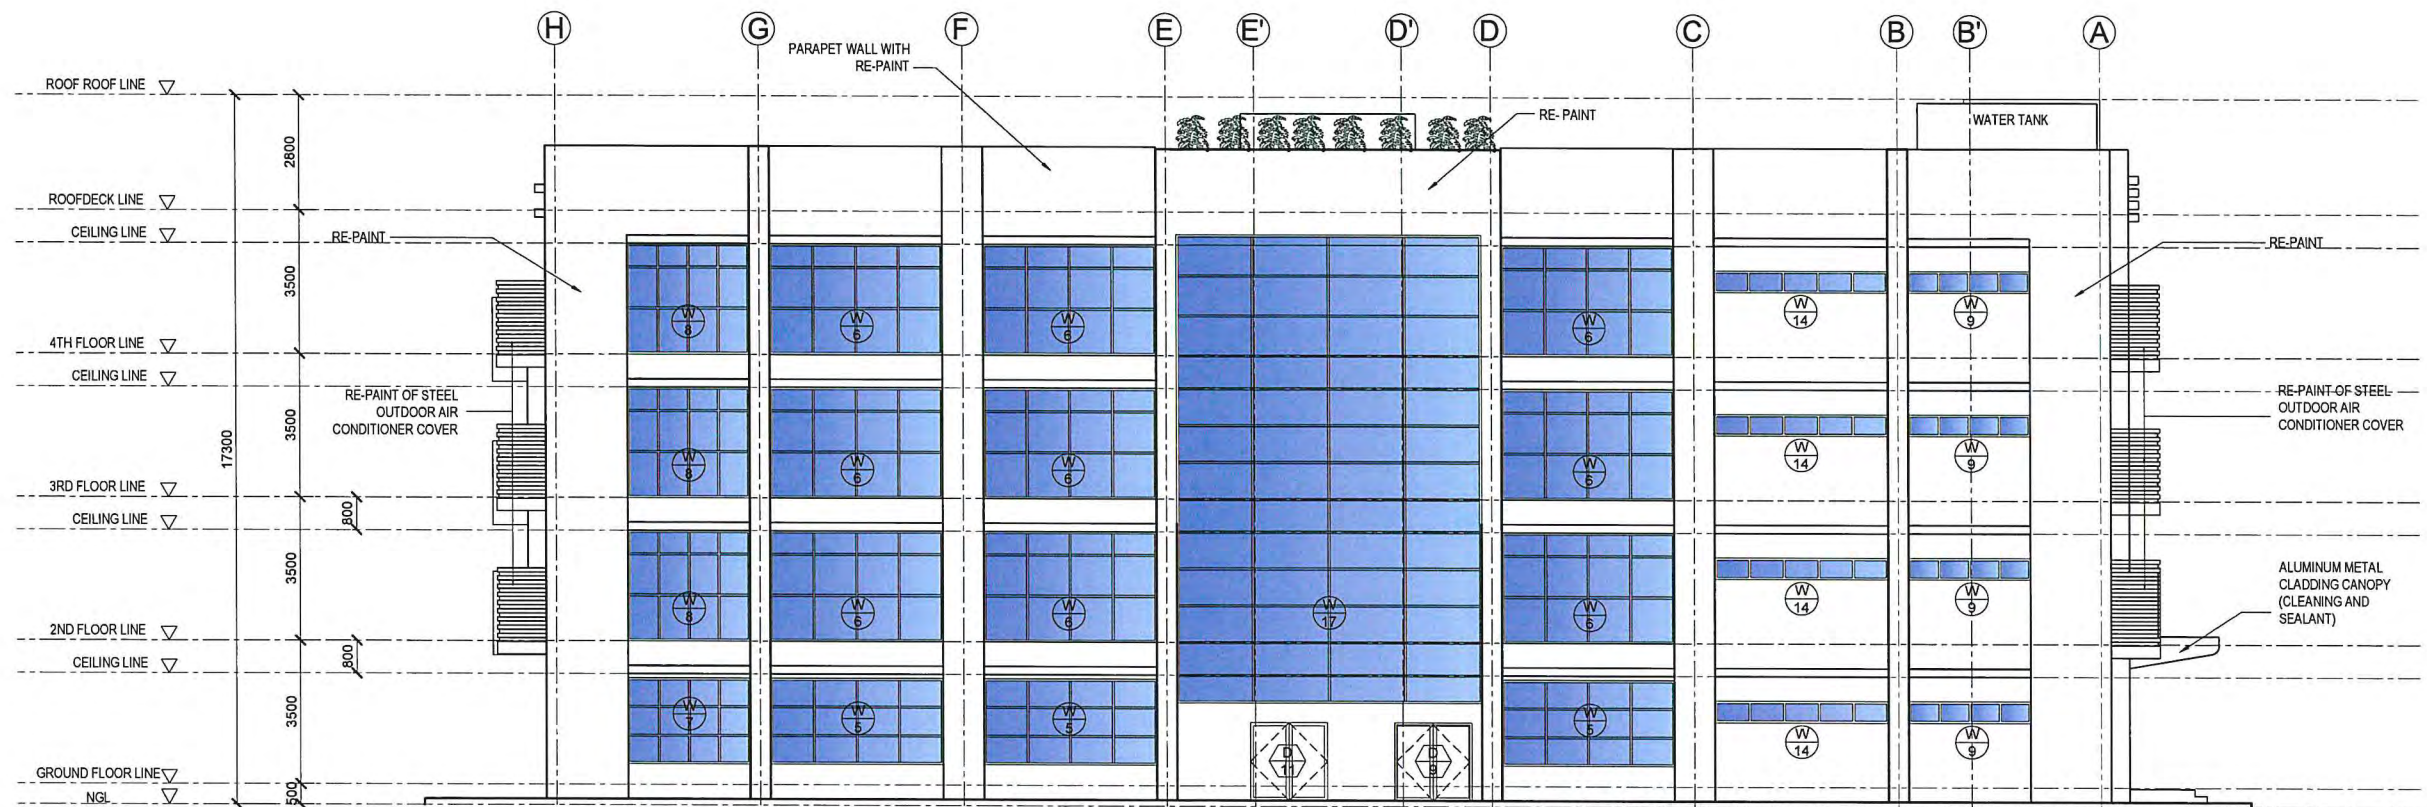 H
G
F
E
E'
D'
D
C
B
B'
A
PARAPET WALL WITH
RE-PAINT
ROOF ROOF LINE
RE- PAINT
WATER TANK
2800
ROOFDECK LINE
CEILING LINE
RE-PAINT
RE-PAINT
3500
W
8
W
6
W
6
W
6
W
14
W
9
4TH FLOOR LINE
CEILING LINE
RE-PAINT OF STEEL
OUTDOOR AIR
CONDITIONER COVER
RE-PAINT OF STEEL
OUTDOOR AIR
CONDITIONER COVER
3500
17300
W
8
W
6
W
6
W
6
W
14
W
9
3RD FLOOR LINE
800
CEILING LINE
3500
ALUMINUM METAL
CLADDING CANOPY
(CLEANING AND
SEALANT)
W
8
W
6
W
6
W
17
W
6
W
14
W
9
2ND FLOOR LINE
800
CEILING LINE
3500
W
7
W
5
W
5
W
5
W
14
W
9
D
11
D
9
GROUND FLOOR LINE
500
NGL